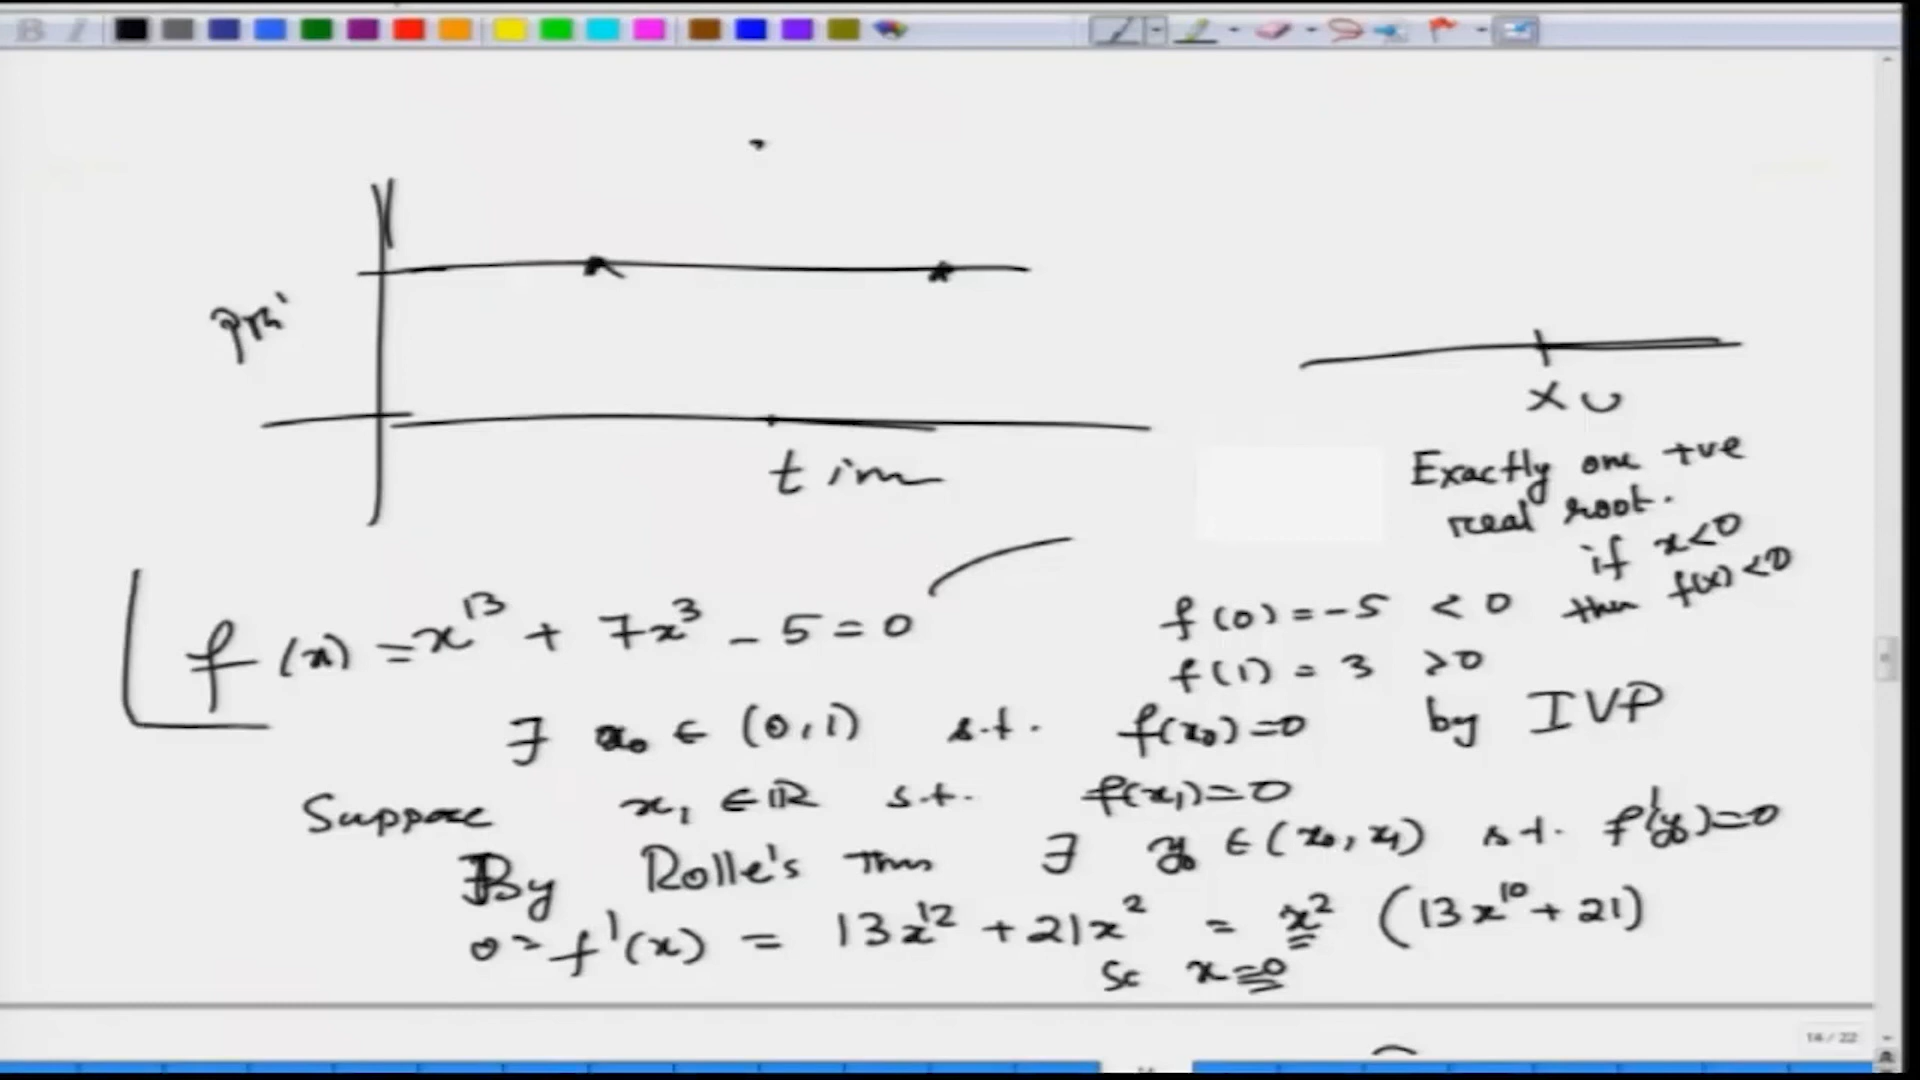 pri
tim
x0
Exactly one +ve
real root.
if x<0
then f(x)<0
f(x) = x^13 + 7x^3 - 5 = 0
f(0) = -5 < 0
f(1) = 3 > 0
∃ x₀ ∈ (0,1) s.t. f(x₀)=0 by IVP
Suppose x₁ ∈ ℝ s.t. f(x₁)=0
By Rolle's Thm ∃ y₀ ∈ (x₀, x₁) s.t. f'(y₀)=0
0 = f'(x) = 13x^12 + 21x^2 = x^2 (13x^10 + 21)
So x=0
14 / 22